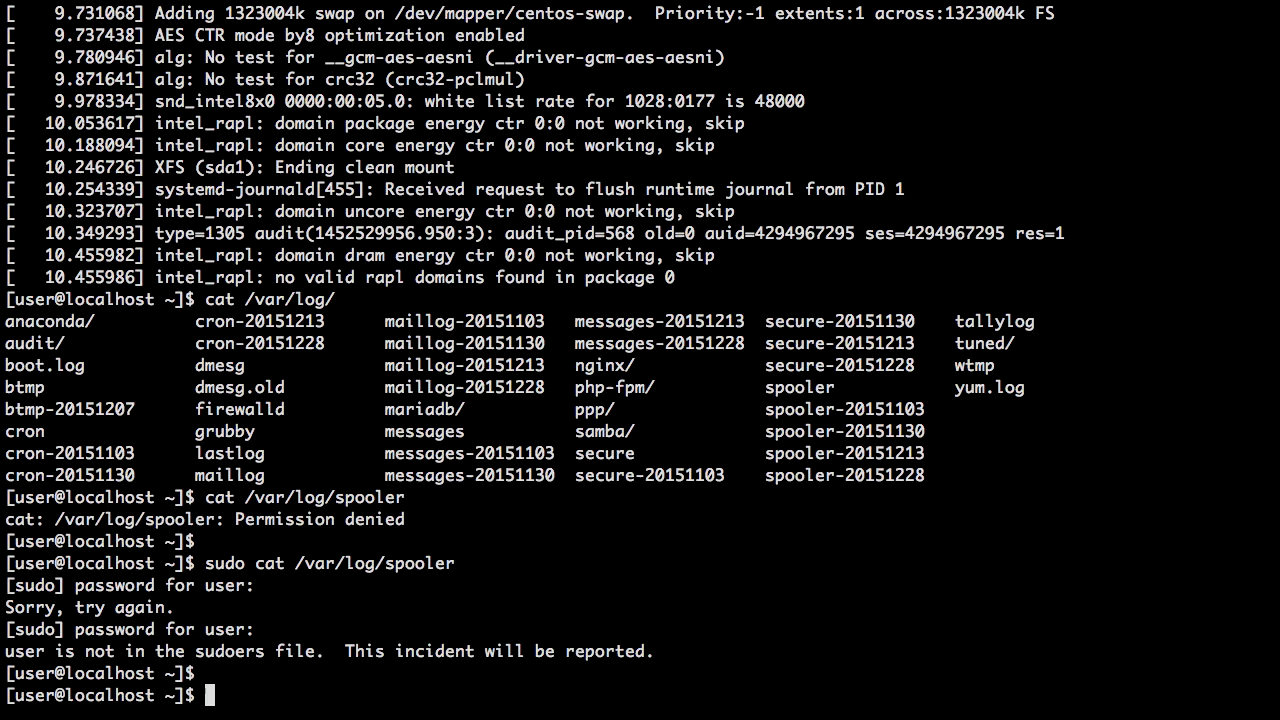 [    9.731068] Adding 1323004k swap on /dev/mapper/centos-swap.  Priority:-1 extents:1 across:1323004k FS
[    9.737438] AES CTR mode by8 optimization enabled
[    9.780946] alg: No test for __gcm-aes-aesni (__driver-gcm-aes-aesni)
[    9.871641] alg: No test for crc32 (crc32-pclmul)
[    9.978334] snd_intel8x0 0000:00:05.0: white list rate for 1028:0177 is 48000
[   10.053617] intel_rapl: domain package energy ctr 0:0 not working, skip
[   10.188094] intel_rapl: domain core energy ctr 0:0 not working, skip
[   10.246726] XFS (sda1): Ending clean mount
[   10.254339] systemd-journald[455]: Received request to flush runtime journal from PID 1
[   10.323707] intel_rapl: domain uncore energy ctr 0:0 not working, skip
[   10.349293] type=1305 audit(1452529956.950:3): audit_pid=568 old=0 auid=4294967295 ses=4294967295 res=1
[   10.455982] intel_rapl: domain dram energy ctr 0:0 not working, skip
[   10.455986] intel_rapl: no valid rapl domains found in package 0
[user@localhost ~]$ cat /var/log/
anaconda/          cron-20151213      maillog-20151103   messages-20151213  secure-20151130    tallylog
audit/             cron-20151228      maillog-20151130   messages-20151228  secure-20151213    tuned/
boot.log           dmesg              maillog-20151213   nginx/             secure-20151228    wtmp
btmp               dmesg.old          maillog-20151228   php-fpm/           spooler            yum.log
btmp-20151207      firewalld          mariadb/           ppp/               spooler-20151103
cron               grubby             messages           samba/             spooler-20151130
cron-20151103      lastlog            messages-20151103  secure             spooler-20151213
cron-20151130      maillog            messages-20151130  secure-20151103    spooler-20151228
[user@localhost ~]$ cat /var/log/spooler
cat: /var/log/spooler: Permission denied
[user@localhost ~]$
[user@localhost ~]$ sudo cat /var/log/spooler
[sudo] password for user:
Sorry, try again.
[sudo] password for user:
user is not in the sudoers file.  This incident will be reported.
[user@localhost ~]$
[user@localhost ~]$